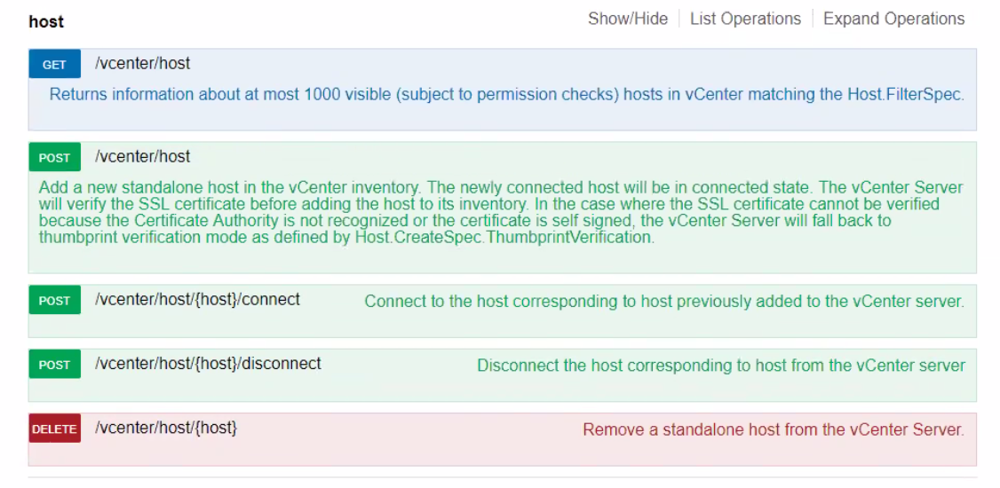 host
Show/Hide List Operations Expand Operations
GET /vcenter/host
Returns information about at most 1000 visible (subject to permission checks) hosts in vCenter matching the Host.FilterSpec.
POST /vcenter/host
Add a new standalone host in the vCenter inventory. The newly connected host will be in connected state. The vCenter Server
will verify the SSL certificate before adding the host to its inventory. In the case where the SSL certificate cannot be verified
because the Certificate Authority is not recognized or the certificate is self signed, the vCenter Server will fall back to
thumbprint verification mode as defined by Host.CreateSpec.ThumbprintVerification.
POST /vcenter/host/{host}/connect Connect to the host corresponding to host previously added to the vCenter server.
POST /vcenter/host/{host}/disconnect Disconnect the host corresponding to host from the vCenter server
DELETE /vcenter/host/{host} Remove a standalone host from the vCenter Server.